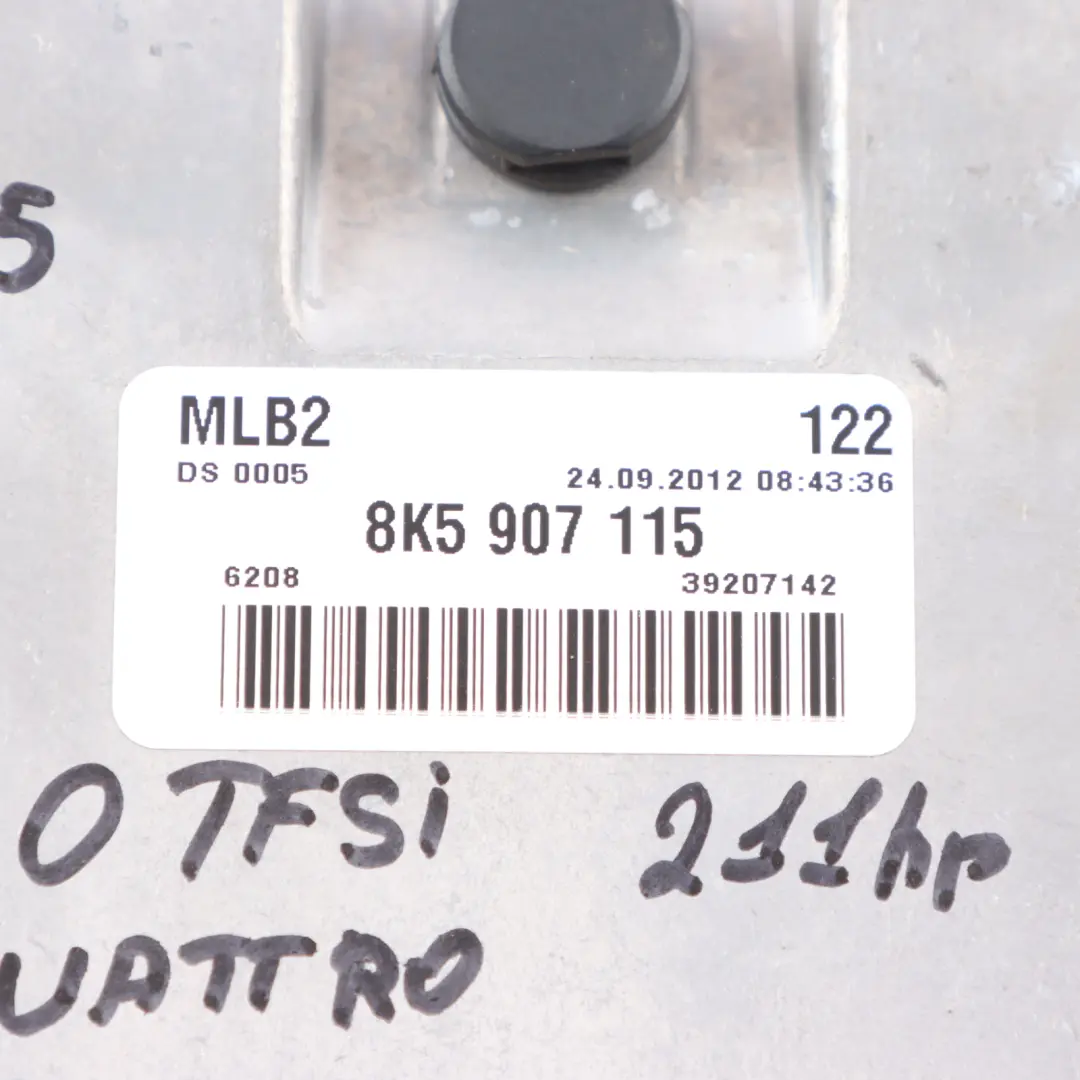 5
MLB2 122
DS 0005 24.09.2012 08:43:36
8K5 907 115
6208 39207142
0 TFSi 211hp
UATTRO